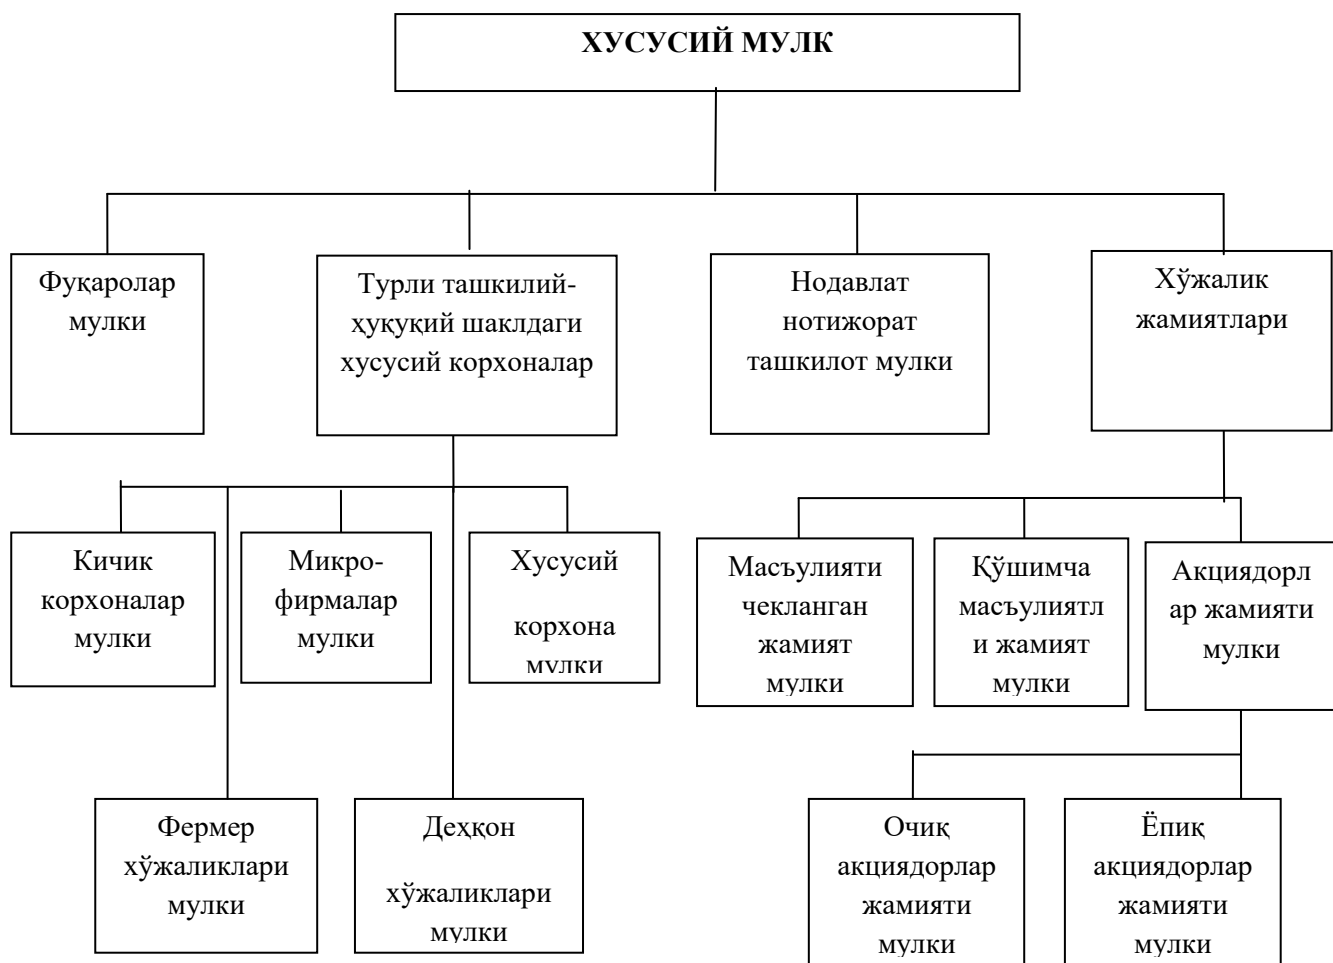 ХУСУСИЙ МУЛК
Фуқаролар
мулки
Турли ташкилий-
ҳуқуқий шаклдаги
хусусий корхоналар
Нодавлат
нотижорат
ташкилот мулки
Хўжалик
жамиятлари
Кичик
корхоналар
мулки
Микро-
фирмалар
мулки
Хусусий
корхона
мулки
Масъулияти
чекланган
жамият
мулки
Қўшимча
масъулиятл
и жамият
мулки
Акциядорл
ар жамияти
мулки
Фермер
хўжаликлари
мулки
Деҳқон
хўжаликлари
мулки
Очиқ
акциядорлар
жамияти
мулки
Ёпиқ
акциядорлар
жамияти
мулки